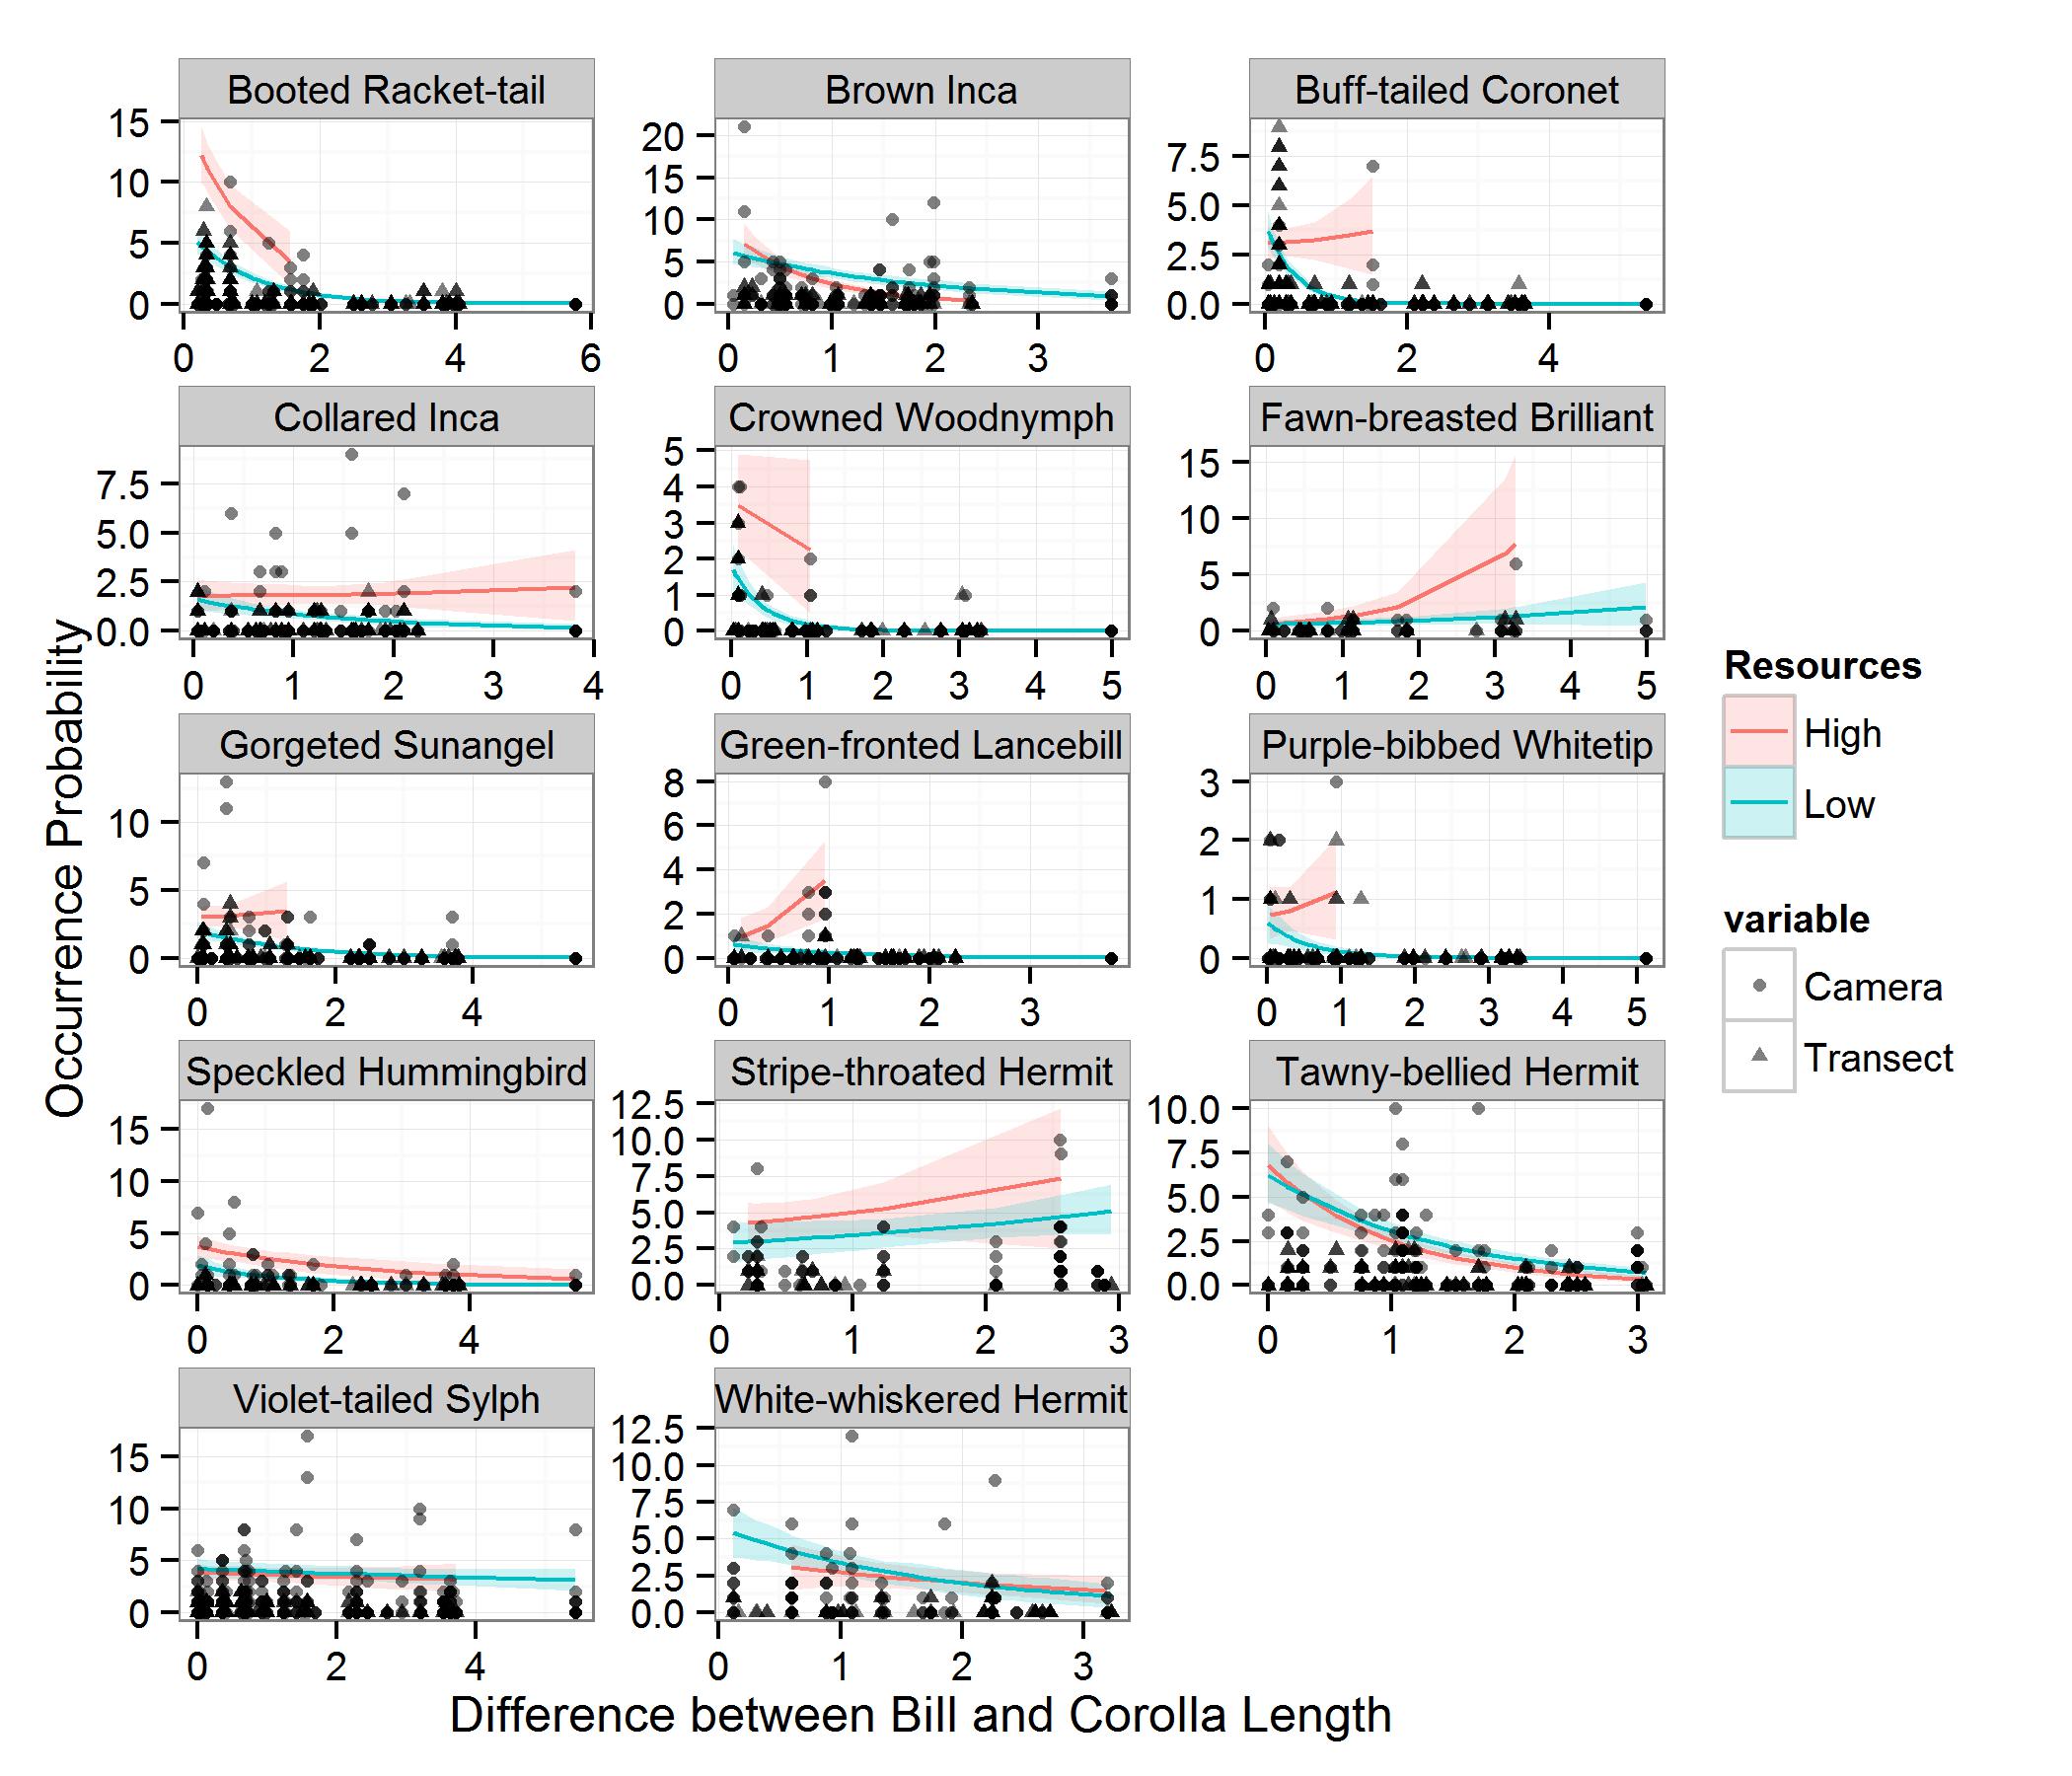 Booted Racket-tail
Brown Inca
Buff-tailed Coronet
15
10
5
0
0 2 4 6
20
15
10
5
0
0 1 2 3
7.5
5.0
2.5
0.0
0 2 4
Collared Inca
Crowned Woodnymph
Fawn-breasted Brilliant
7.5
5.0
2.5
0.0
0 1 2 3 4
5
4
3
2
1
0
0 1 2 3 4 5
15
10
5
0
0 1 2 3 4 5
Gorgeted Sunangel
Green-fronted Lancebill
Purple-bibbed Whitetip
10
5
0
0 2 4
8
6
4
2
0
0 1 2 3
3
2
1
0
0 1 2 3 4 5
Speckled Hummingbird
Stripe-throated Hermit
Tawny-bellied Hermit
15
10
5
0
0 2 4
12.5
10.0
7.5
5.0
2.5
0.0
0 1 2 3
10.0
7.5
5.0
2.5
0.0
0 1 2 3
Violet-tailed Sylph
White-whiskered Hermit
15
10
5
0
0 2 4
12.5
10.0
7.5
5.0
2.5
0.0
0 1 2 3
Occurrence Probability
Difference between Bill and Corolla Length
Resources
High
Low
variable
Camera
Transect